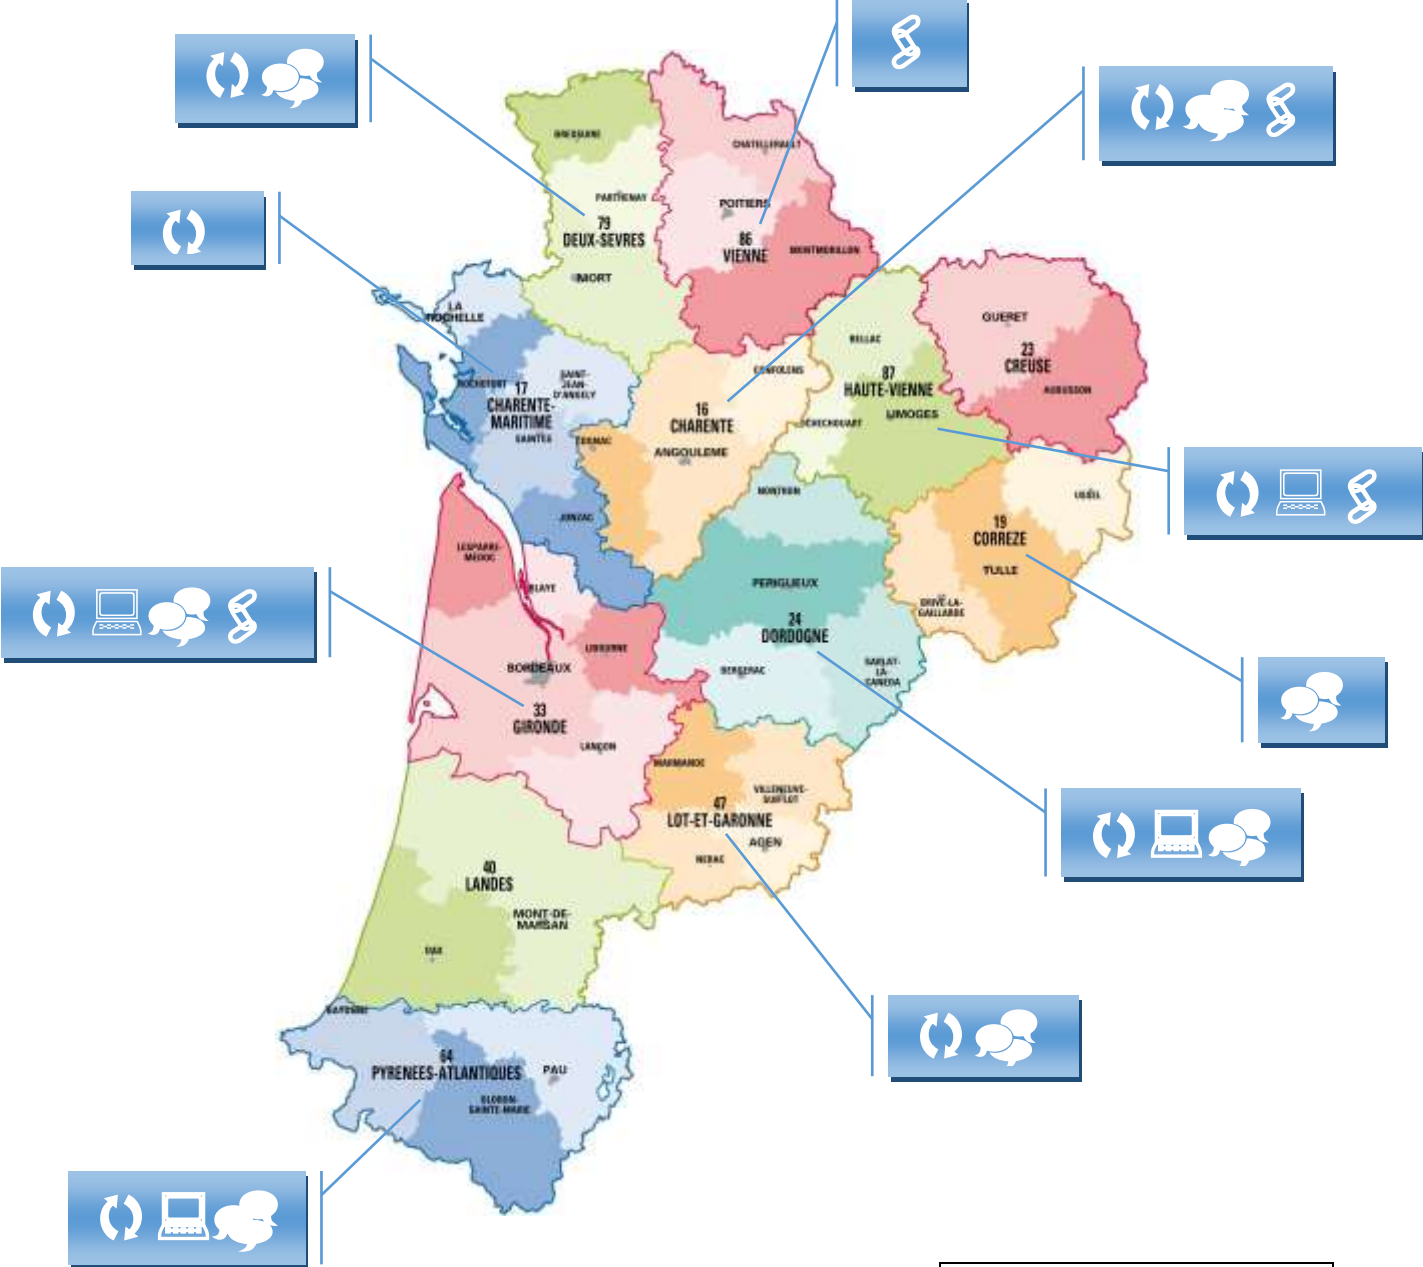 BRESSUIRE
CHATELLERAULT
PARTHENAY
POITIERS
79
DEUX-SEVRES
86
VIENNE
MONTMORILLON
NIORT
LA
ROCHELLE
GUERET
BELLAC
23
CREUSE
CONFOLENS
87
HAUTE-VIENNE
AUBUSSON
ROCHEFORT
SAINT-
JEAN-
D'ANGELY
17
CHARENTE-
MARITIME
16
CHARENTE
LIMOGES
OCHECHOUART
SAINTES
COGNAC
ANGOULEME
NONTRON
USSEL
JONZAC
19
CORREZE
LESPARRE-
MEDOC
TULLE
BLAYE
PERIGUEUX
BRIVE-LA-
GAILLARDE
24
DORDOGNE
LIBOURNE
BORDEAUX
BERGERAC
SARLAT-
LA-
CANEDA
33
GIRONDE
LANGON
MARMANDE
VILLENEUVE-
SUR/LOT
47
LOT-ET-GARONNE
AGEN
NERAC
40
LANDES
MONT-DE-
MARSAN
DAX
BAYONNE
64
PYRENEES-ATLANTIQUES
PAU
OLORON-
SAINTE-MARIE